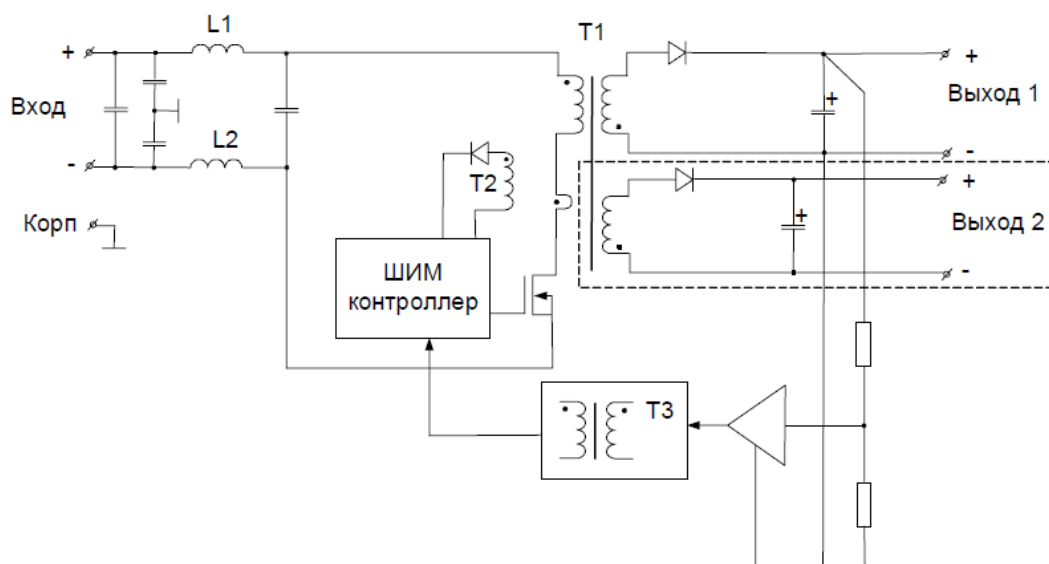 L1
T1
+
+
Вход
Выход 1
+
-
L2
-
T2
+
+
Выход 2
Корп
-
ШИМ
контроллер
T3